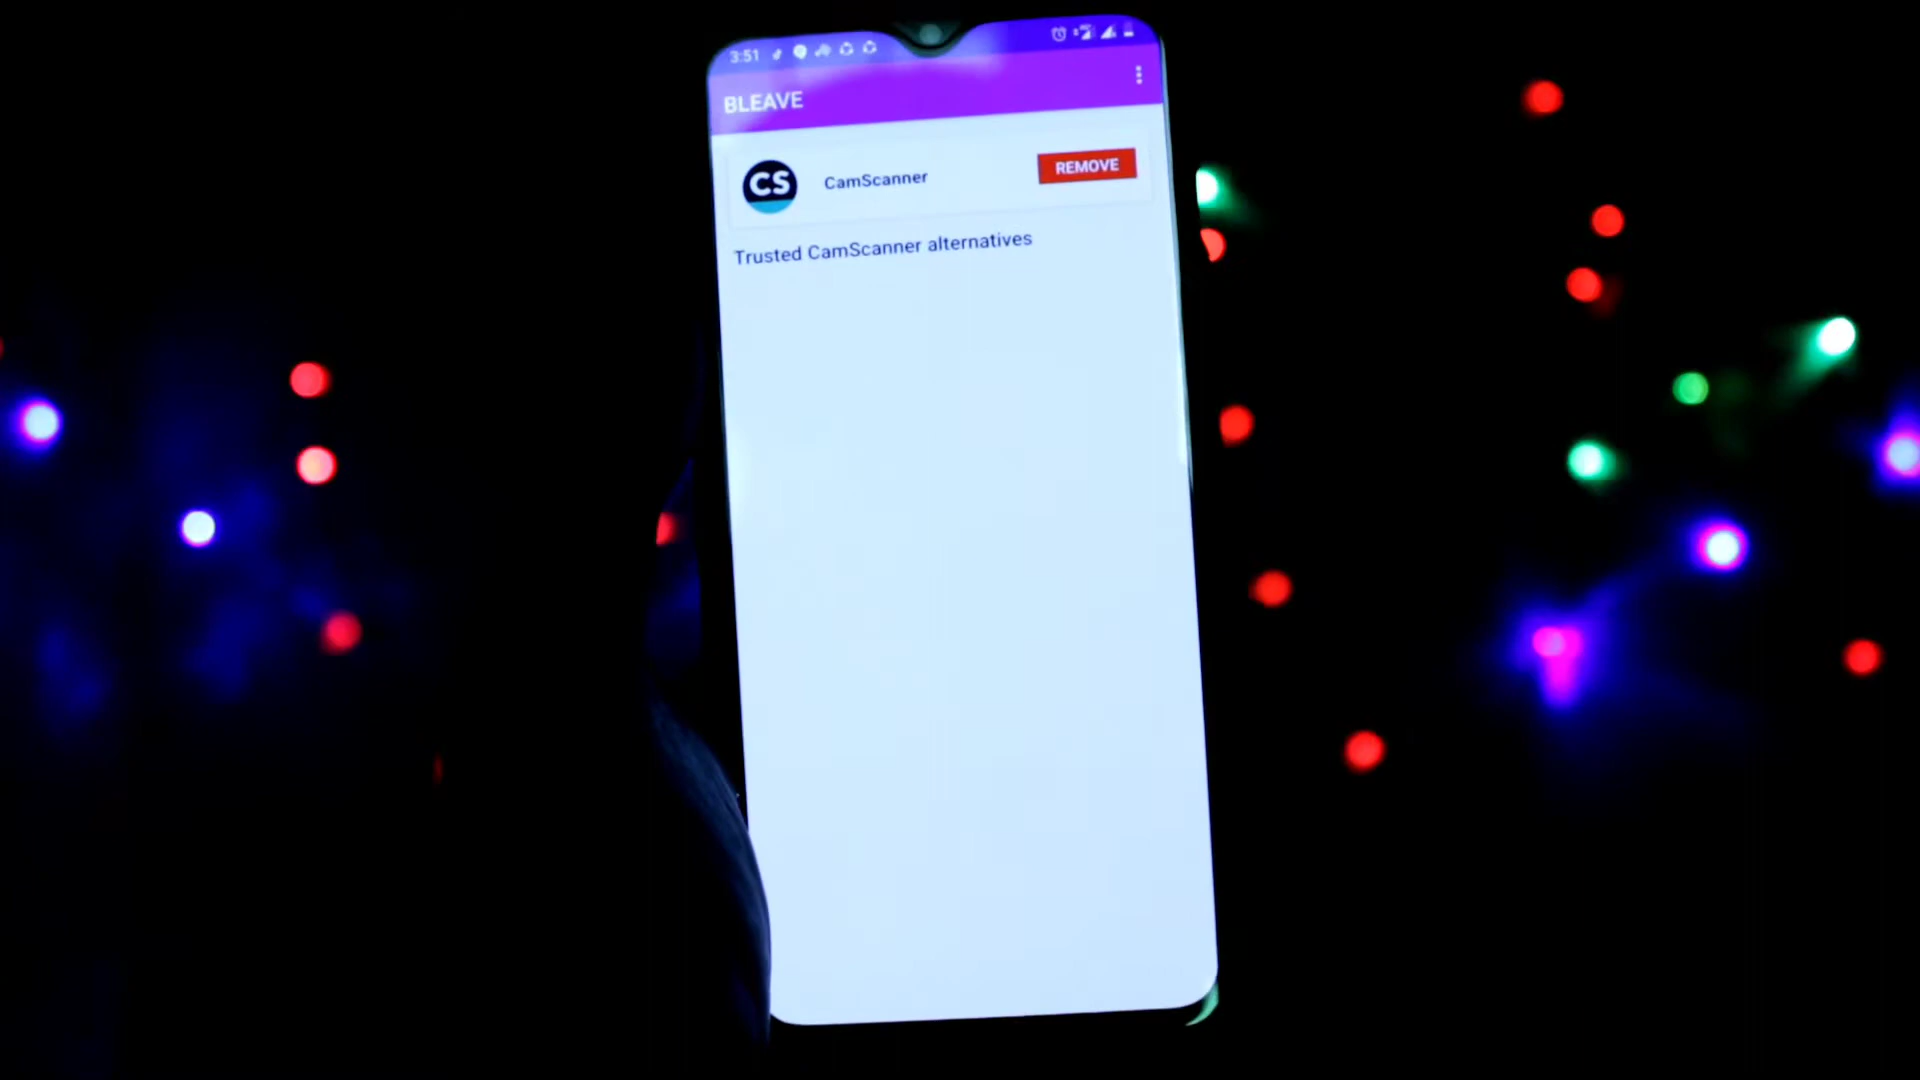 3:51
BLEAVE
CS
CamScanner
REMOVE
Trusted CamScanner alternatives